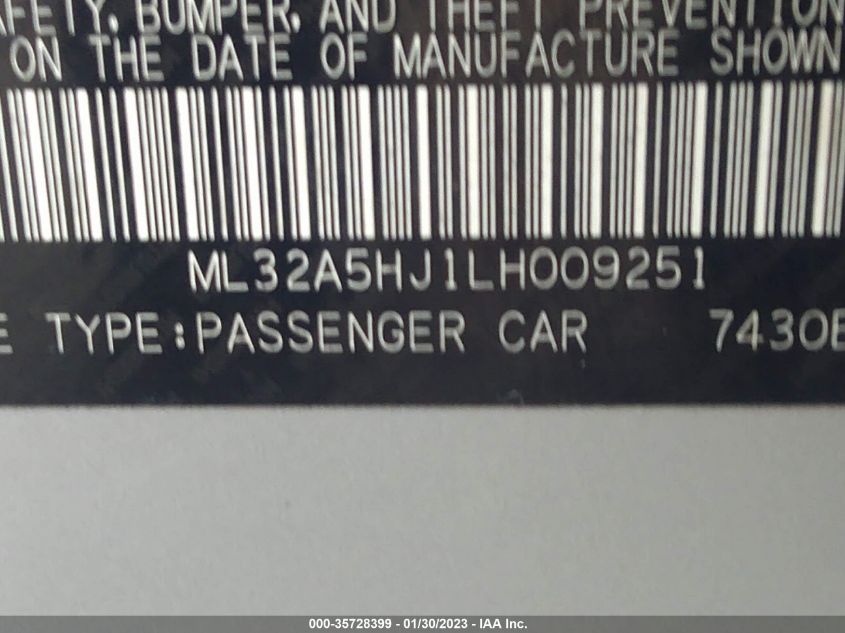 AFETY, BUMPER, AND THEFT PREVENTION
ON THE DATE OF MANUFACTURE SHOWN
ML32A5HJ1LH009251
E TYPE:PASSENGER CAR 7430E
000-35728399 - 01/30/2023 - IAA Inc.